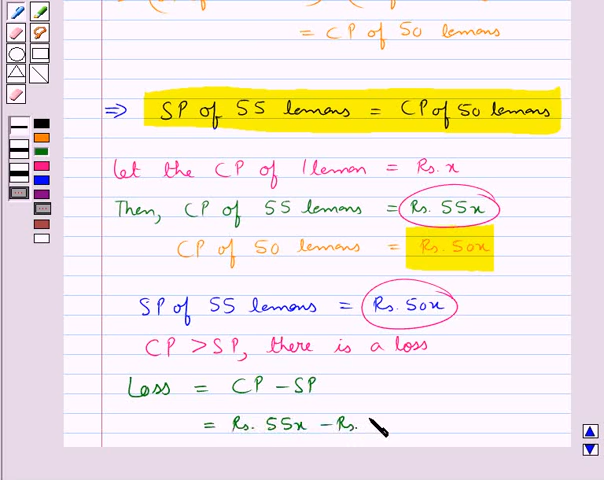 = CP of 50 lemons
⇒ SP of 55 lemons = CP of 50 lemons
Let the CP of 1 lemon = Rs. x
Then, CP of 55 lemons = Rs. 55x
CP of 50 lemons = Rs. 50x
SP of 55 lemons = Rs. 50x
CP > SP, there is a loss
Loss = CP - SP
= Rs. 55x - Rs.